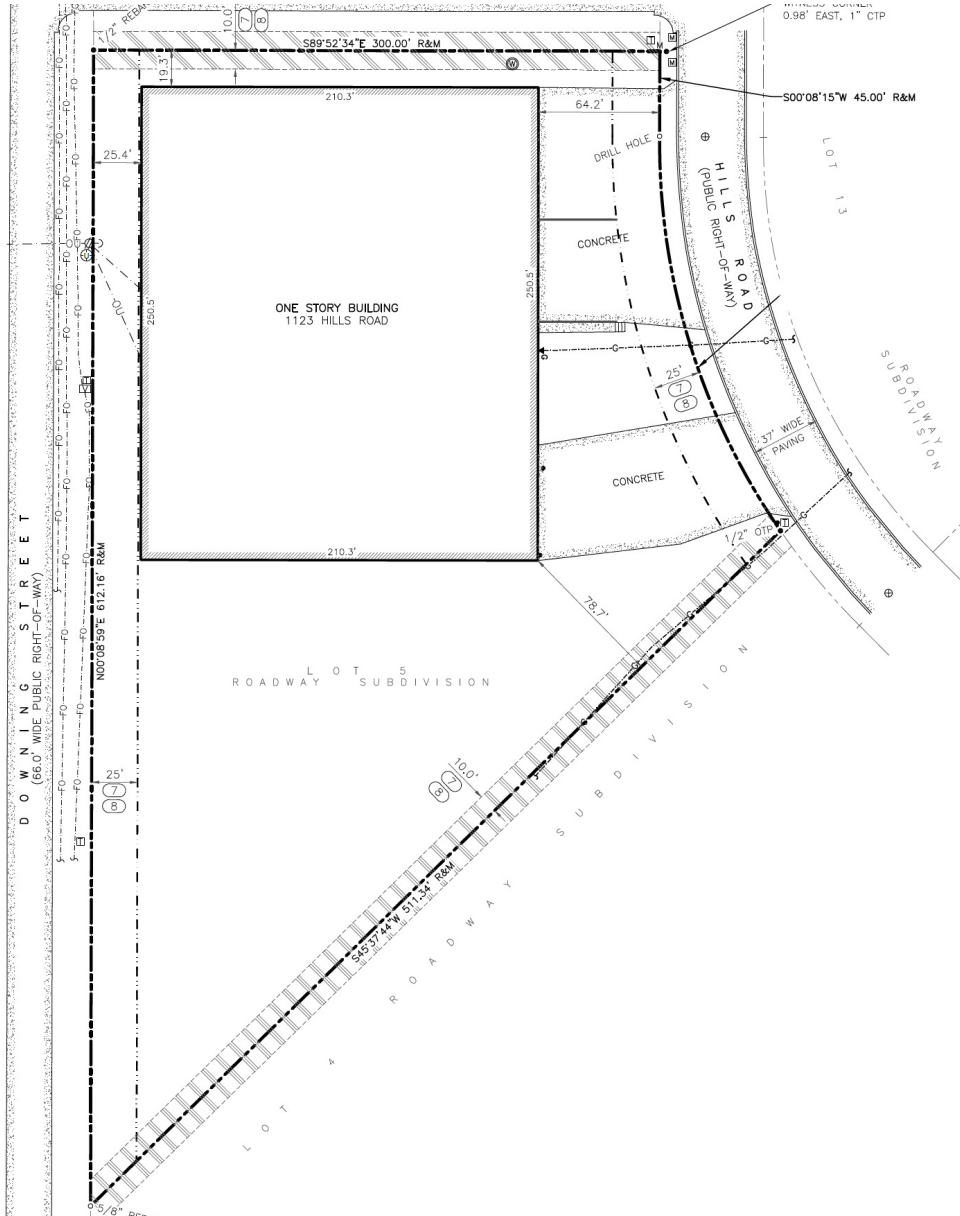 WITNESS CORNER
0.98' EAST, 1" CTP
1/2" REBAR
10.0'
7
8
S89°52'34"E 300.00' R&M
T
M
M
M
W
19.3'
S00°08'15"W 45.00' R&M
210.3'
64.2'
25.4'
DRILL HOLE
LOT 13
HILLS ROAD
(PUBLIC RIGHT-OF-WAY)
CONCRETE
OU
250.5'
250.5'
ONE STORY BUILDING
1123 HILLS ROAD
G
G
G
25'
7
8
ROADWAY
SUBDIVISION
37' WIDE
PAVING
CONCRETE
G
T
1/2" OTP
210.3'
DOWNING STREET
(66.0' WIDE PUBLIC RIGHT-OF-WAY)
FO
N00°08'59"E 612.16' R&M
78.7'
LOT 5
ROADWAY SUBDIVISION
G
G
G
G
25'
7
8
10.0'
7
8
S45°37'44"W 511.34' R&M
LOT 4 ROADWAY SUBDIVISION
5/8"